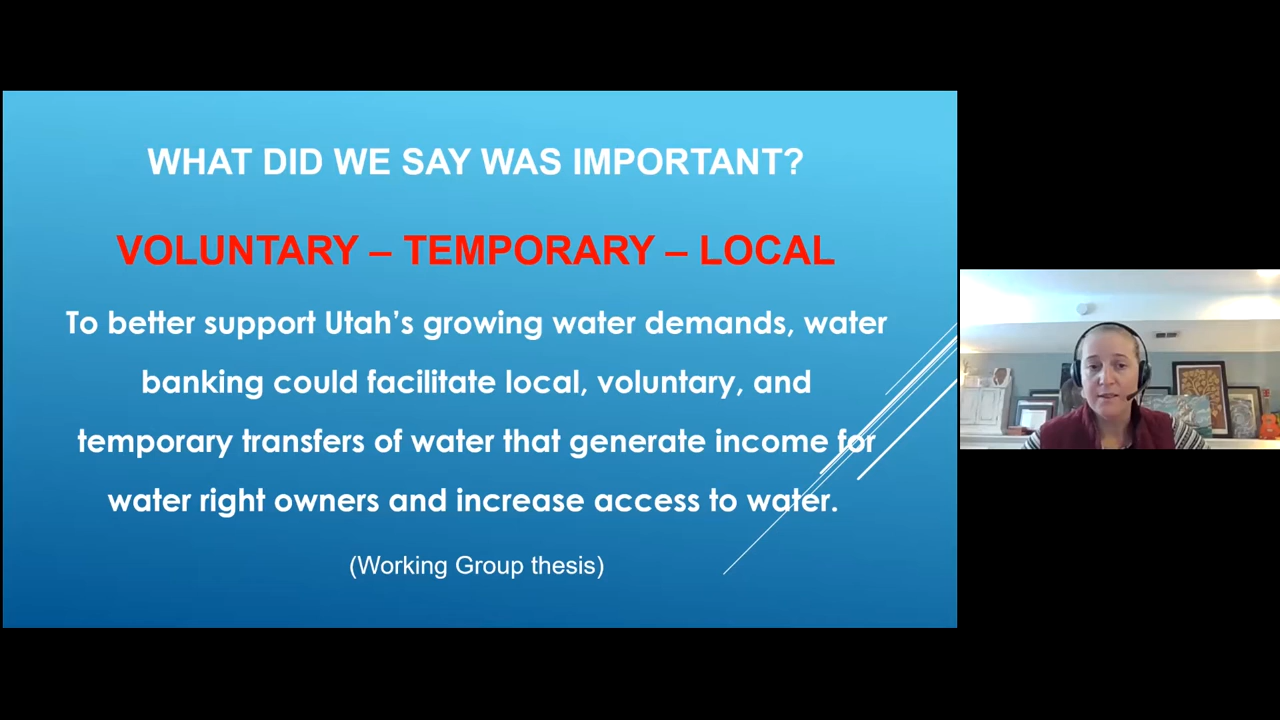 WHAT DID WE SAY WAS IMPORTANT?
VOLUNTARY – TEMPORARY – LOCAL
To better support Utah’s growing water demands, water
banking could facilitate local, voluntary, and
temporary transfers of water that generate income for
water right owners and increase access to water.
(Working Group thesis)